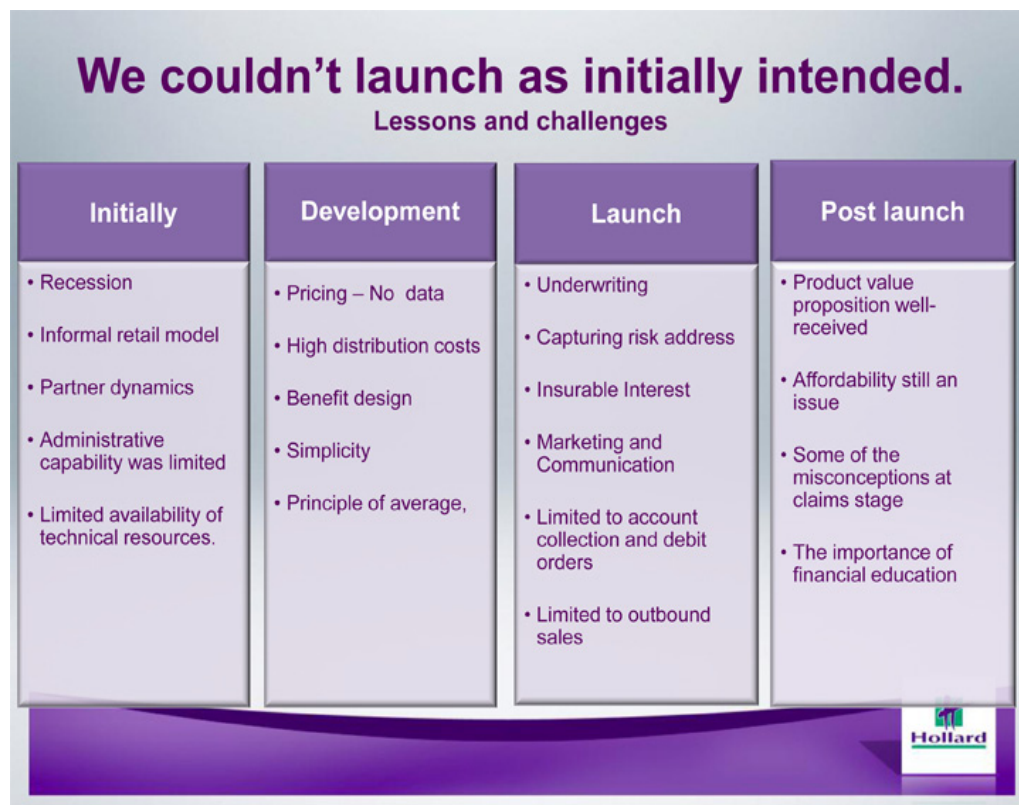 We couldn’t launch as initially intended.
Lessons and challenges
Initially
• Recession
• Informal retail model
• Partner dynamics
• Administrative
capability was limited
• Limited availability of
technical resources.
Development
• Pricing – No data
• High distribution costs
• Benefit design
• Simplicity
• Principle of average,
Launch
• Underwriting
• Capturing risk address
• Insurable Interest
• Marketing and
Communication
• Limited to account
collection and debit
orders
• Limited to outbound
sales
Post launch
• Product value
proposition well-
received
• Affordability still an
issue
• Some of the
misconceptions at
claims stage
• The importance of
financial education
Hollard